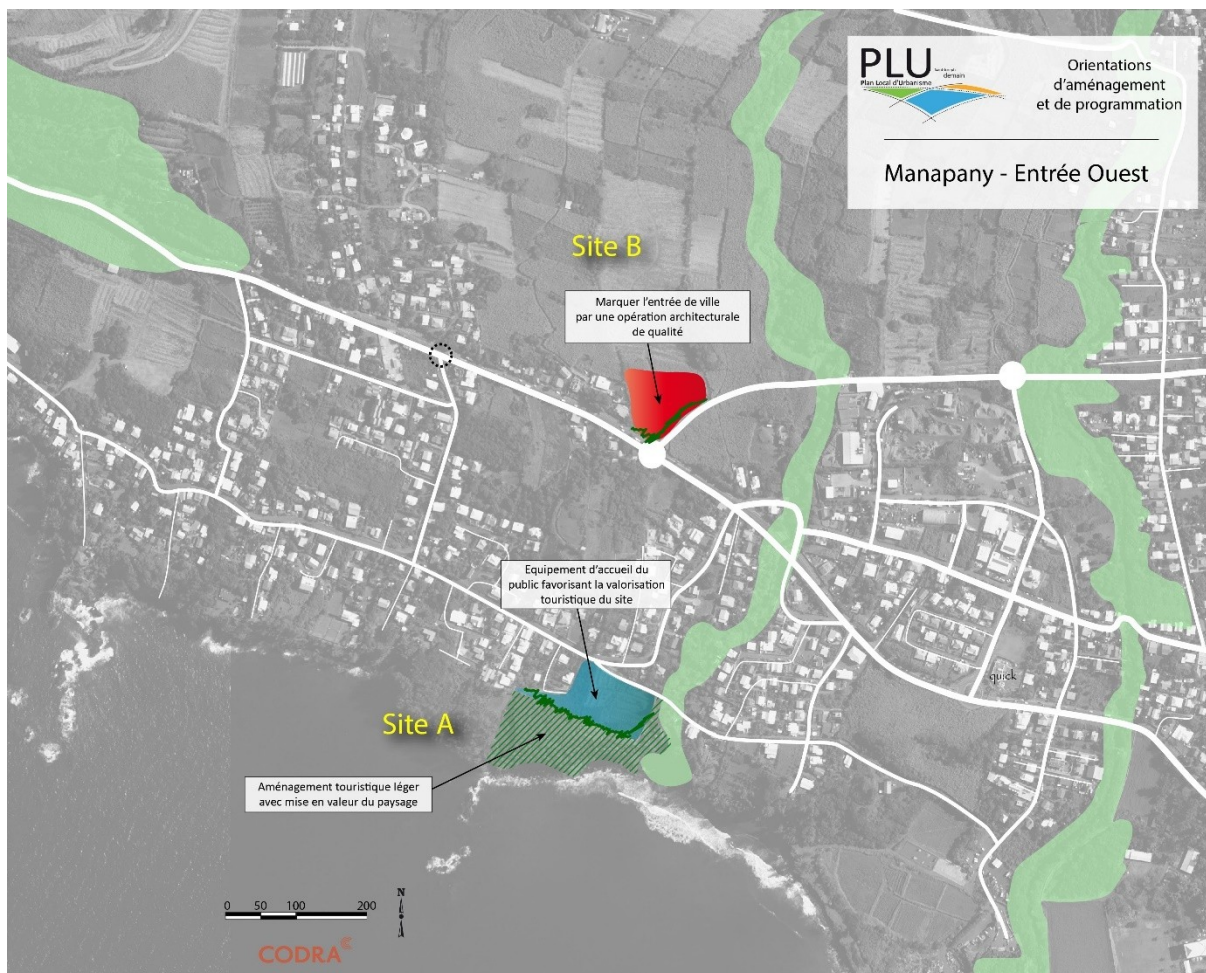 PLU
Plan Local d'Urbanisme
demain
Orientations
d'aménagement
et de programmation
Manapany - Entrée Ouest
Site B
Marquer l'entrée de ville
par une opération architecturale
de qualité
Equipement d'accueil du
public favorisant la valorisation
touristique du site
quick
Site A
Aménagement touristique léger
avec mise en valeur du paysage
0 50 100 200
N
CODRA